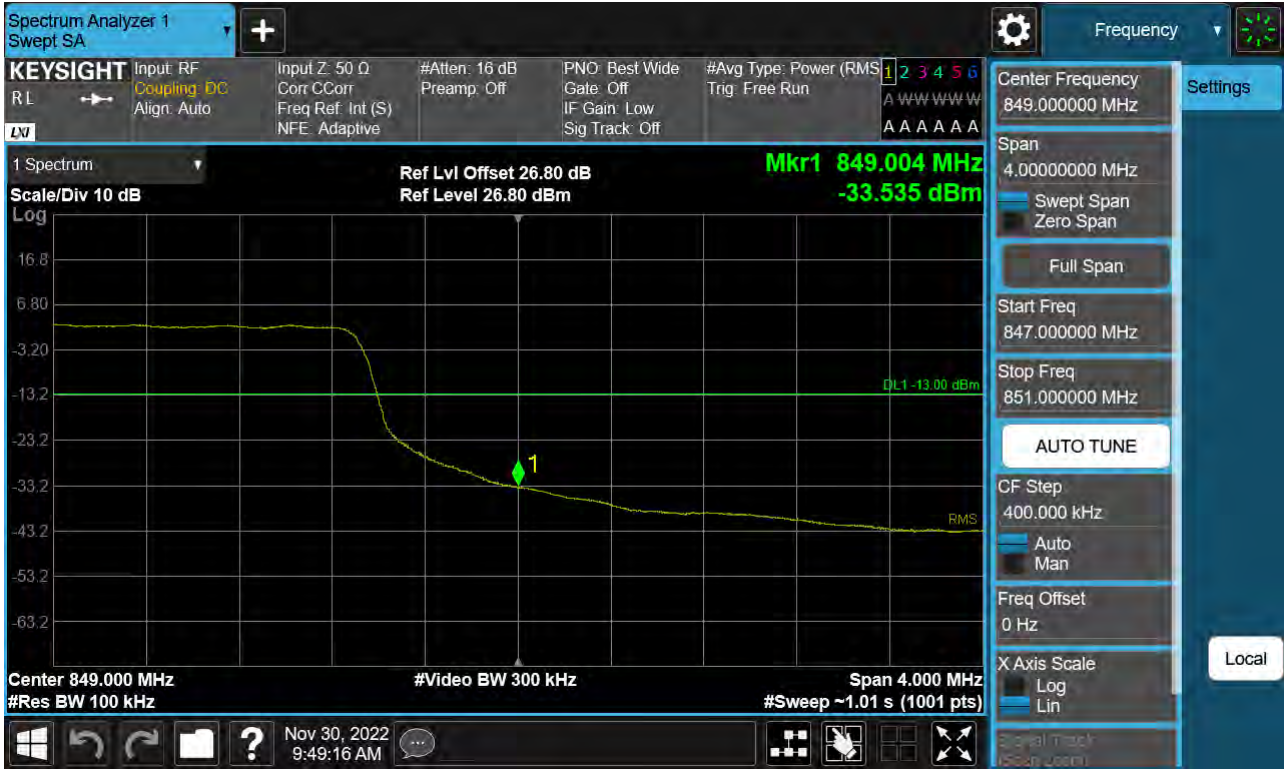 Spectrum Analyzer 1
Swept SA
Frequency
KEYSIGHT
RL
LXI
Input: RF
Coupling: DC
Align: Auto
Input Z: 50 Ω
Corr CCorr
Freq Ref: Int (S)
NFE: Adaptive
#Atten: 16 dB
Preamp: Off
PNO: Best Wide
Gate: Off
IF Gain: Low
Sig Track: Off
#Avg Type: Power (RMS
Trig: Free Run
1 2 3 4 5 6
A W W W W W
A A A A A A
1 Spectrum
Scale/Div 10 dB
Log
Ref Lvl Offset 26.80 dB
Ref Level 26.80 dBm
Mkr1 849.004 MHz
-33.535 dBm
16.8
6.80
-3.20
-13.2
-23.2
-33.2
-43.2
-53.2
-63.2
DL1 -13.00 dBm
1
RMS
Center 849.000 MHz
#Res BW 100 kHz
#Video BW 300 kHz
Span 4.000 MHz
#Sweep ~1.01 s (1001 pts)
Nov 30, 2022
9:49:16 AM
Center Frequency
849.000000 MHz
Span
4.00000000 MHz
Swept Span
Zero Span
Full Span
Start Freq
847.000000 MHz
Stop Freq
851.000000 MHz
AUTO TUNE
CF Step
400.000 kHz
Auto
Man
Freq Offset
0 Hz
X Axis Scale
Log
Lin
Signal Track
(Span Zoom)
Settings
Local